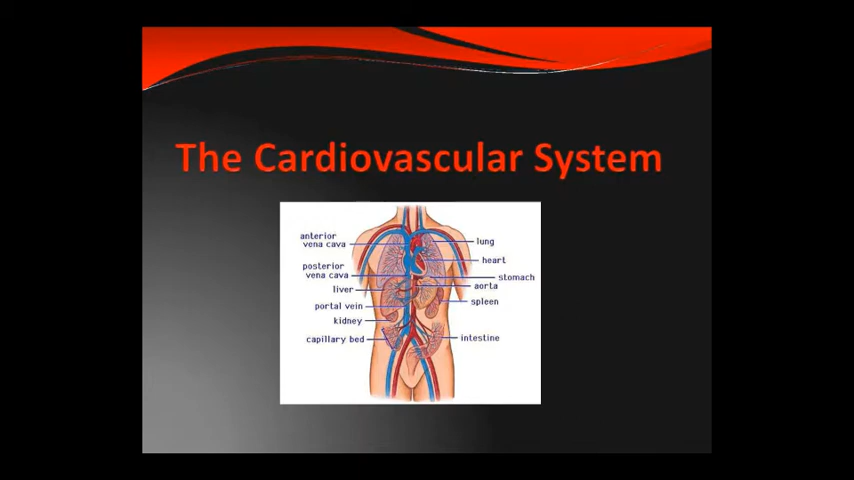 The Cardiovascular System
anterior
vena cava
posterior
vena cava
liver
portal vein
kidney
capillary bed
lung
heart
stomach
aorta
spleen
intestine